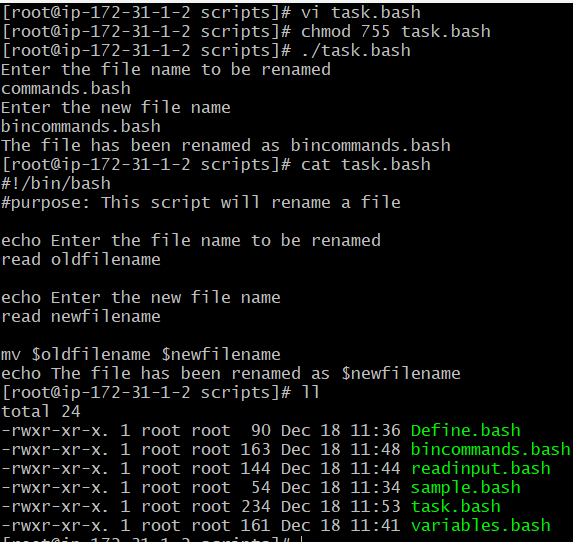 [root@ip-172-31-1-2 scripts]# vi task.bash
[root@ip-172-31-1-2 scripts]# chmod 755 task.bash
[root@ip-172-31-1-2 scripts]# ./task.bash
Enter the file name to be renamed
commands.bash
Enter the new file name
bincommands.bash
The file has been renamed as bincommands.bash
[root@ip-172-31-1-2 scripts]# cat task.bash
#!/bin/bash
#purpose: This script will rename a file

echo Enter the file name to be renamed
read oldfilename

echo Enter the new file name
read newfilename

mv $oldfilename $newfilename
echo The file has been renamed as $newfilename
[root@ip-172-31-1-2 scripts]# ll
total 24
-rwxr-xr-x. 1 root root  90 Dec 18 11:36 Define.bash
-rwxr-xr-x. 1 root root 163 Dec 18 11:48 bincommands.bash
-rwxr-xr-x. 1 root root 144 Dec 18 11:44 readinput.bash
-rwxr-xr-x. 1 root root  54 Dec 18 11:34 sample.bash
-rwxr-xr-x. 1 root root 234 Dec 18 11:53 task.bash
-rwxr-xr-x. 1 root root 161 Dec 18 11:41 variables.bash
[root@ip-172-31-1-2 scripts]#